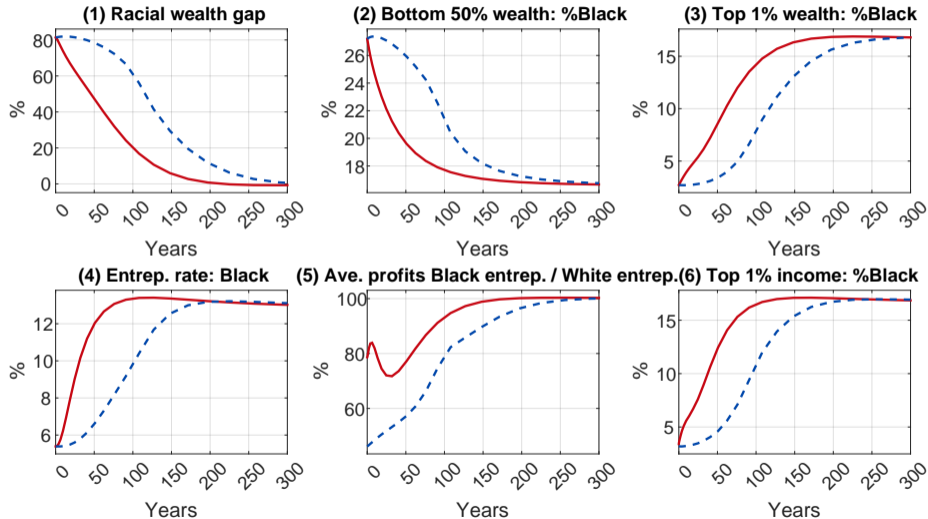 (1) Racial wealth gap
80
60
40
20
0
%
0 50 100 150 200 250 300
Years
(2) Bottom 50% wealth: %Black
26
24
22
20
18
%
0 50 100 150 200 250 300
Years
(3) Top 1% wealth: %Black
15
10
5
%
0 50 100 150 200 250 300
Years
(4) Entrep. rate: Black
12
10
8
6
%
0 50 100 150 200 250 300
Years
(5) Ave. profits Black entrep. / White entrep.
100
80
60
%
0 50 100 150 200 250 300
Years
(6) Top 1% income: %Black
15
10
5
%
0 50 100 150 200 250 300
Years